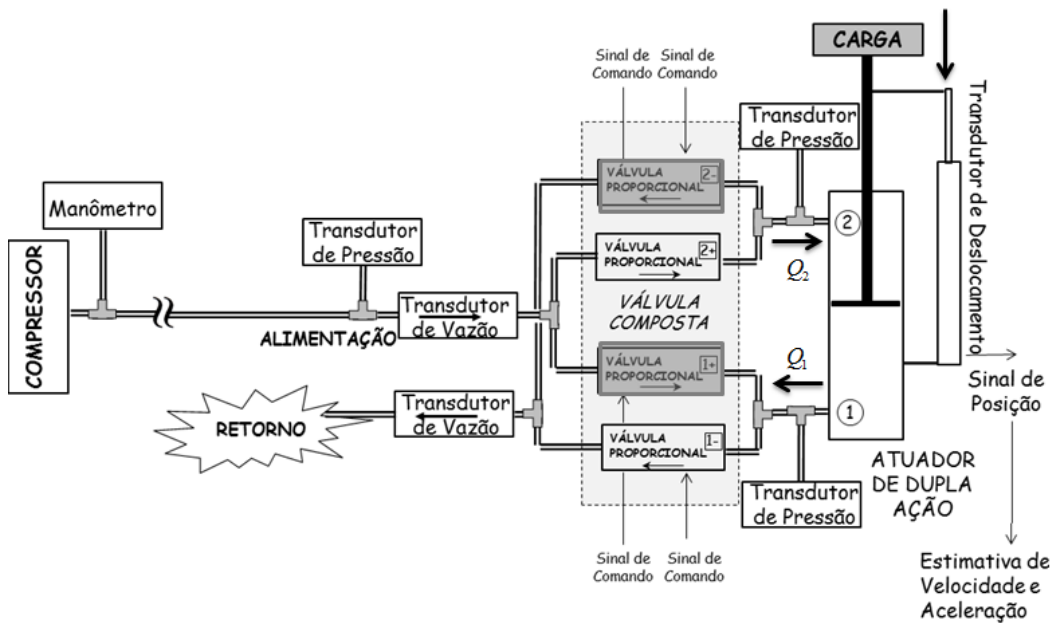 CARGA
Sinal de
Comando
Sinal de
Comando
Transdutor
de Pressão
Transdutor de Deslocamento
VÁLVULA
PROPORCIONAL
2-
Manômetro
Transdutor
de Pressão
VÁLVULA
PROPORCIONAL
2+
2
Q2
COMPRESSOR
ALIMENTAÇÃO
Transdutor
de Vazão
VÁLVULA
COMPOSTA
VÁLVULA
PROPORCIONAL
1+
Q1
Sinal de
Posição
RETORNO
Transdutor
de Vazão
VÁLVULA
PROPORCIONAL
1-
1
Transdutor
de Pressão
ATUADOR
DE DUPLA
AÇÃO
Sinal de
Comando
Sinal de
Comando
Estimativa de
Velocidade e
Aceleração